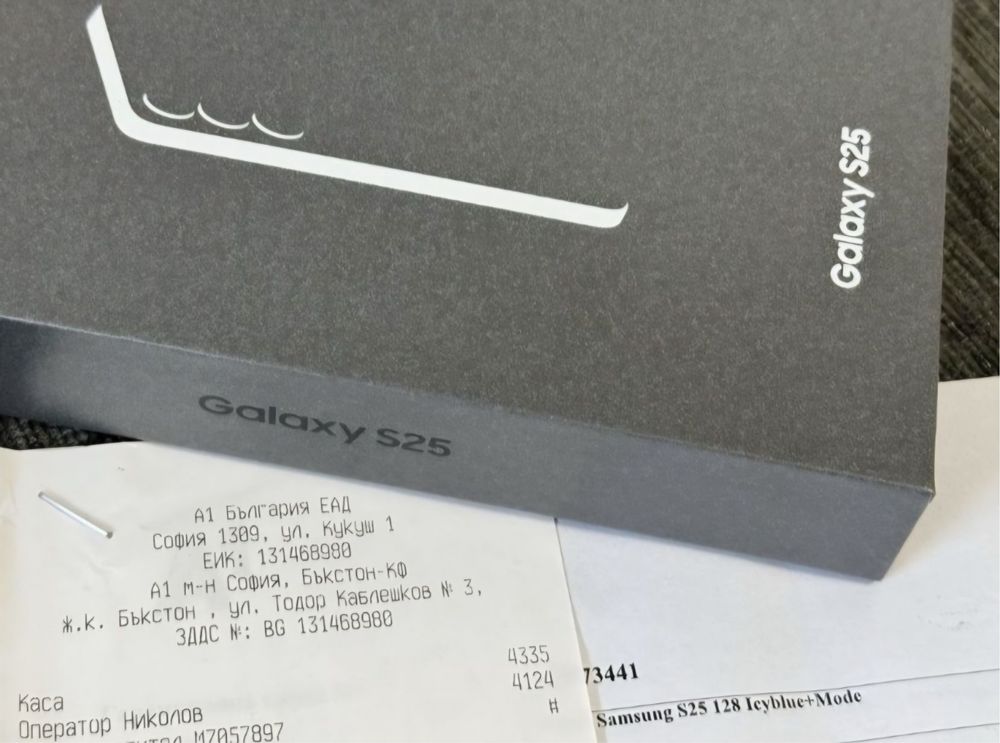 Galaxy S25
Galaxy S25
А1 България ЕАД
София 1309, ул. Кукуш 1
ЕИК: 131468980
А1 м-н София, Бъкстон-КФ
ж.к. Бъкстон , ул. Тодор Каблешков № 3,
ЗДДС №: BG 131468980
4335
Каса 4124
Оператор Николов #
М7057897
73441
Samsung S25 128 Icyblue+Mode